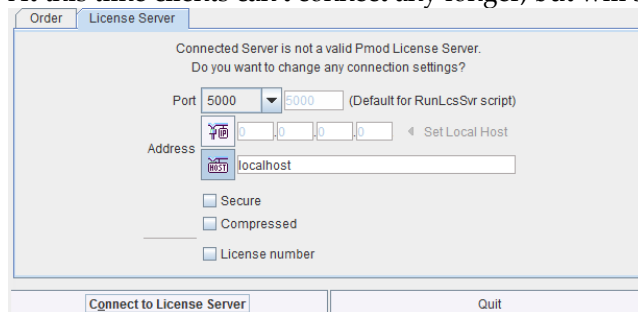 Order License Server
Connected Server is not a valid Pmod License Server.
Do you want to change any connection settings?
Port 5000 5000 (Default for RunLcsSvr script)
IP 0 .0 .0 .0 Set Local Host
Address
HOST localhost
Secure
Compressed
License number
Connect to License Server Quit